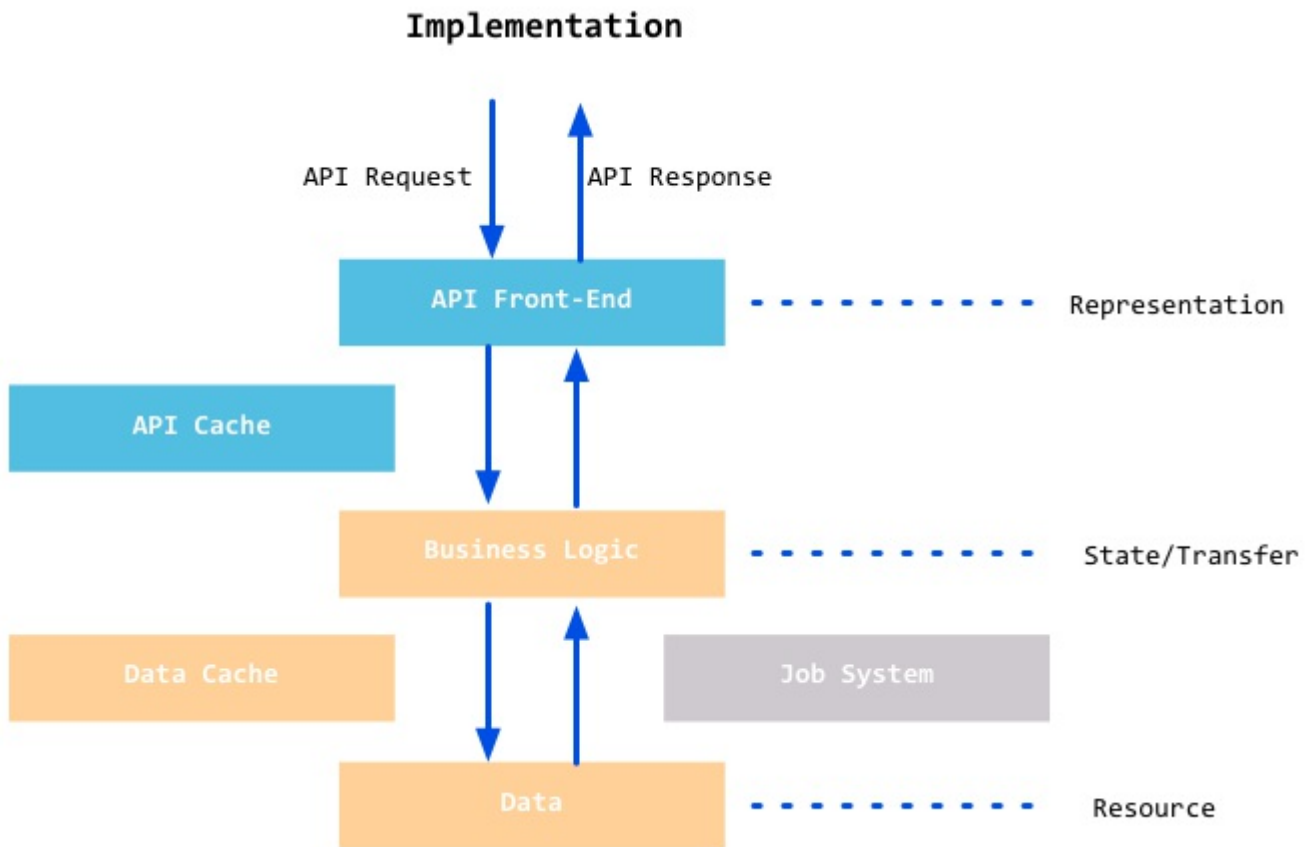 Implementation
API Request
API Response
API Front-End
Representation
API Cache
Business Logic
State/Transfer
Data Cache
Job System
Data
Resource